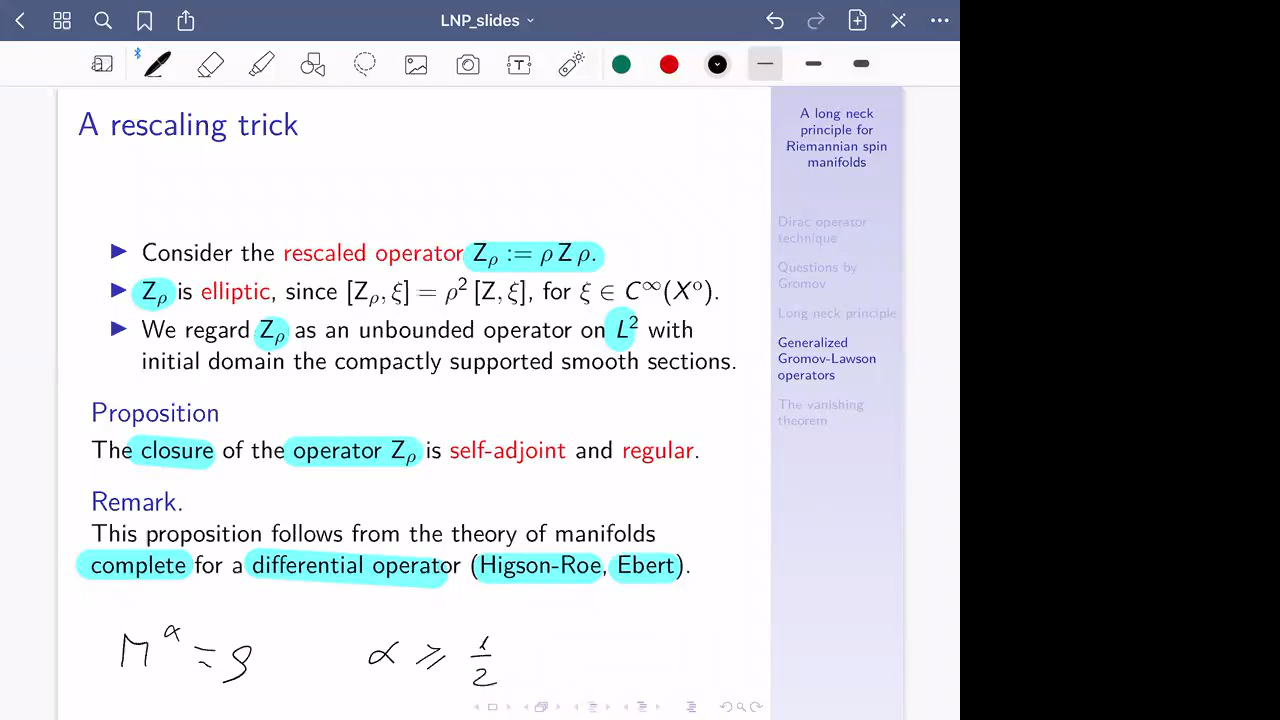 LNP_slides
A rescaling trick
Consider the rescaled operator Z_ρ := ρ Z ρ.
Z_ρ is elliptic, since [Z_ρ, ξ] = ρ² [Z, ξ], for ξ ∈ C^∞(X°).
We regard Z_ρ as an unbounded operator on L² with
initial domain the compactly supported smooth sections.
Proposition
The closure of the operator Z_ρ is self-adjoint and regular.
Remark.
This proposition follows from the theory of manifolds
complete for a differential operator (Higson-Roe, Ebert).
M^α = ρ α ⩾ 1/2
A long neck
principle for
Riemannian spin
manifolds
Dirac operator
technique
Questions by
Gromov
Long neck principle
Generalized
Gromov-Lawson
operators
The vanishing
theorem